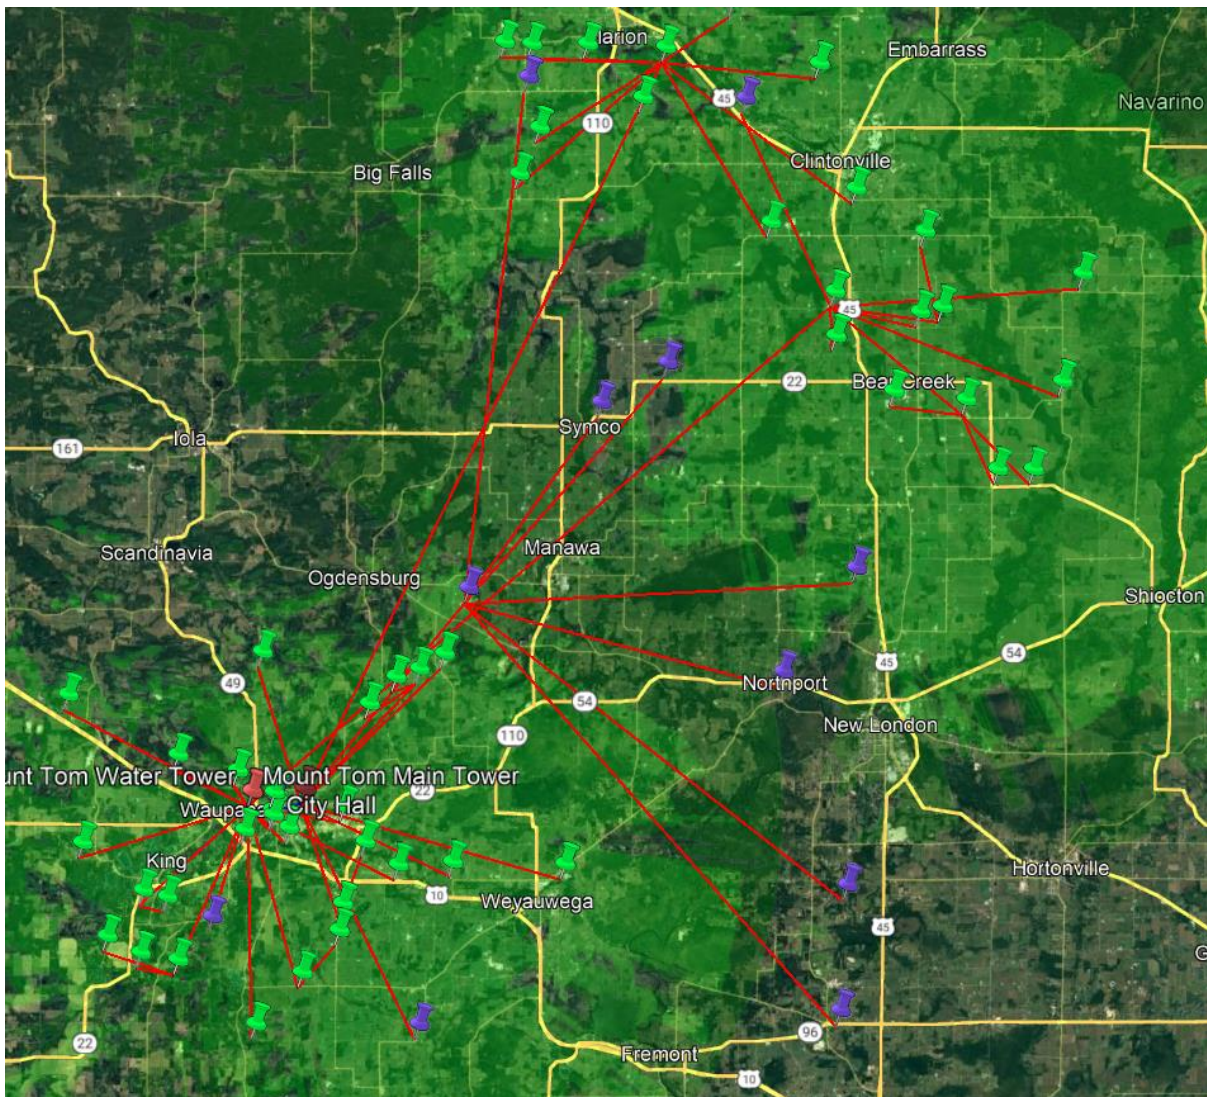 larion
Embarrass
45
Navarino
110
Clintonville
Big Falls
45
22
Bear Creek
Symco
Iola
161
Manawa
Scandinavia
Ogdensburg
Shiocton
54
45
49
Northport
54
New London
110
unt Tom Water Tower
Mount Tom Main Tower
22
City Hall
Waupaca
King
Hortonville
10
Weyauwega
45
G
96
22
Fremont
10